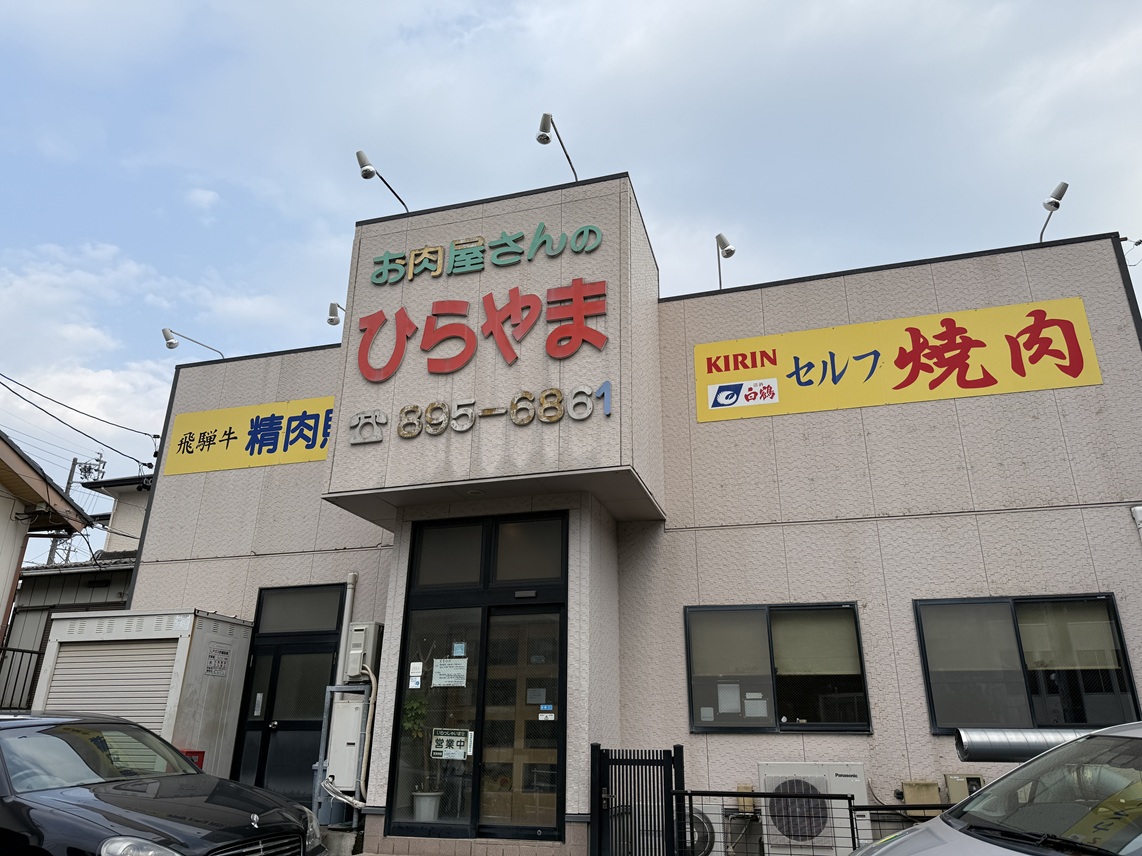 お肉屋さんの
ひらやま
☎ 895-6861
飛騨牛 精肉
KIRIN
白鶴
セルフ 焼肉
営業中
Panasonic